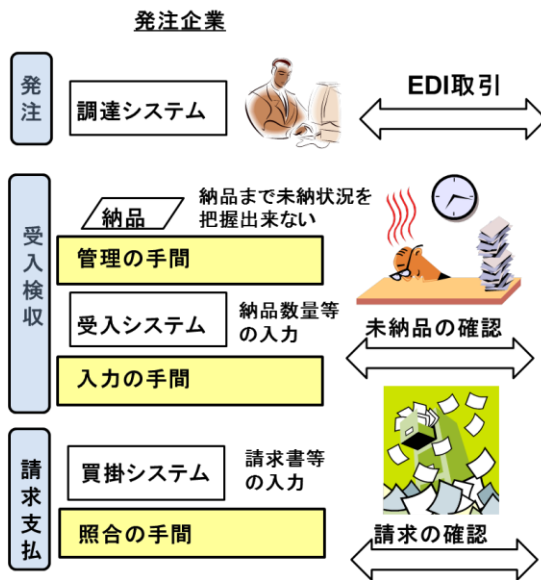 発注企業
発注
調達システム
EDI取引
受入検収
納品
納品まで未納状況を
把握出来ない
管理の手間
受入システム
納品数量等
の入力
未納品の確認
入力の手間
請求支払
買掛システム
請求書等
の入力
照合の手間
請求の確認